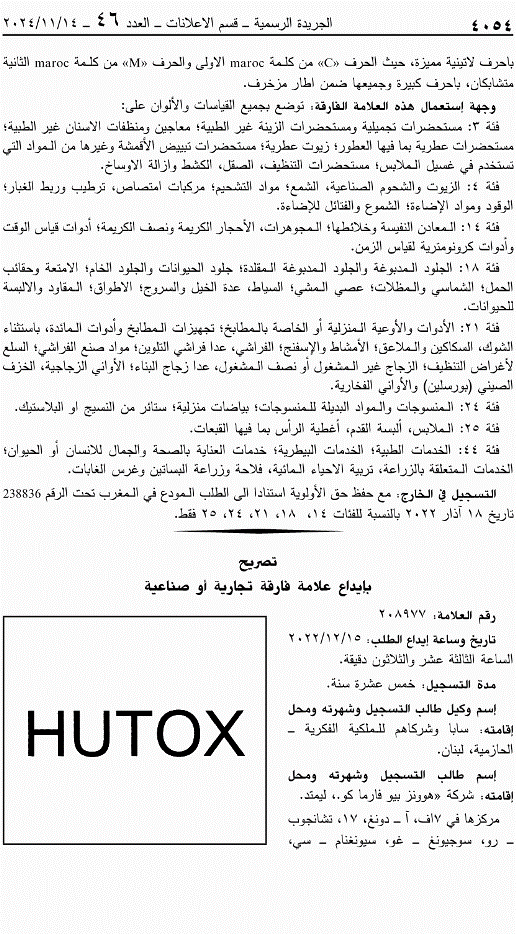 ٤٠٥٤ الجريدة الرسمية ــ قسم الاعلانات ــ العدد ٤٦ ــ ٢٠٢٤/١١/١٤
باحرف لاتينية مميزة، حيث الحرف «C» من كلمة maroc الاولى والحرف «M» من كلمة maroc الثانية
متشابكان، باحرف كبيرة وجميعها ضمن اطار مزخرف.
وجهة إستعمال هذه العلامة الفارقة: توضع بجميع القياسات والألوان على:
فئة ٣: مستحضرات تجميلية ومستحضرات الزينة غير الطبية؛ معاجين ومنظفات الاسنان غير الطبية؛
مستحضرات عطرية بما فيها العطور؛ زيوت عطرية؛ مستحضرات تبييض الأقمشة وغيرها من المواد التي
تستخدم في غسيل الملابس؛ مستحضرات التنظيف، الصقل، الكشط وازالة الاوساخ.
فئة ٤: الزيوت والشحوم الصناعية، الشمع؛ مواد التشحيم؛ مركبات امتصاص، ترطيب وربط الغبار؛
الوقود ومواد الإضاءة؛ الشموع والفتائل للإضاءة.
فئة ١٤: المعادن النفيسة وخلائطها؛ المجوهرات، الأحجار الكريمة ونصف الكريمة؛ أدوات قياس الوقت
وأدوات كرونومترية لقياس الزمن.
فئة ١٨: الجلود المدبوغة والجلود المدبوغة المقلدة؛ جلود الحيوانات والجلود الخام؛ الامتعة وحقائب
الحمل؛ الشماسي والمظلات؛ عصي المشي؛ السياط، عدة الخيل والسروج؛ الاطواق؛ المقاود والالبسة
للحيوانات.
فئة ٢١: الأدوات والأوعية المنزلية أو الخاصة بالمطابخ؛ تجهيزات المطابخ وأدوات المائدة، باستثناء
الشوك، السكاكين والملاعق؛ الأمشاط والإسفنج؛ الفراشي، عدا فراشي التلوين؛ مواد صنع الفراشي؛ السلع
لأغراض التنظيف؛ الزجاج غير المشغول أو نصف المشغول، عدا زجاج البناء؛ الأواني الزجاجية، الخزف
الصيني (بورسلين) والأواني الفخارية.
فئة ٢٤: المنسوجات والمواد البديلة للمنسوجات؛ بياضات منزلية؛ ستائر من النسيج او البلاستيك.
فئة ٢٥: الملابس، ألبسة القدم، أغطية الرأس بما فيها القبعات.
فئة ٤٤: الخدمات الطبية؛ الخدمات البيطرية؛ خدمات العناية بالصحة والجمال للانسان أو الحيوان؛
الخدمات المتعلقة بالزراعة، تربية الاحياء المائية، فلاحة وزراعة البساتين وغرس الغابات.
التسجيل في الخارج: مع حفظ حق الأولوية استنادا الى الطلب المودع في المغرب تحت الرقم 238836
تاريخ ١٨ آذار ٢٠٢٢ بالنسبة للفئات ١٤، ١٨، ٢١، ٢٤، ٢٥ فقط.
تصريح
بإيداع علامة فارقة تجارية أو صناعية
رقم العلامة: ٢٠٨٩٧٧
تاريخ وساعة إيداع الطلب: ٢٠٢٢/١٢/١٥
الساعة الثالثة عشر والثلاثون دقيقة.
مدة التسجيل: خمس عشرة سنة.
إسم وكيل طالب التسجيل وشهرته ومحل
إقامته: سابا وشركاهم للملكية الفكرية ــ
الحازمية، لبنان.
إسم طالب التسجيل وشهرته ومحل
إقامته: شركة «هوونز بيو فارما كو.، ليمتد.
مركزها في ٧اف، آ ــ دونغ، ١٧، تشانجوب
ــ رو، سوجيونغ ــ غو، سيونغنام ــ سي،
HUTOX